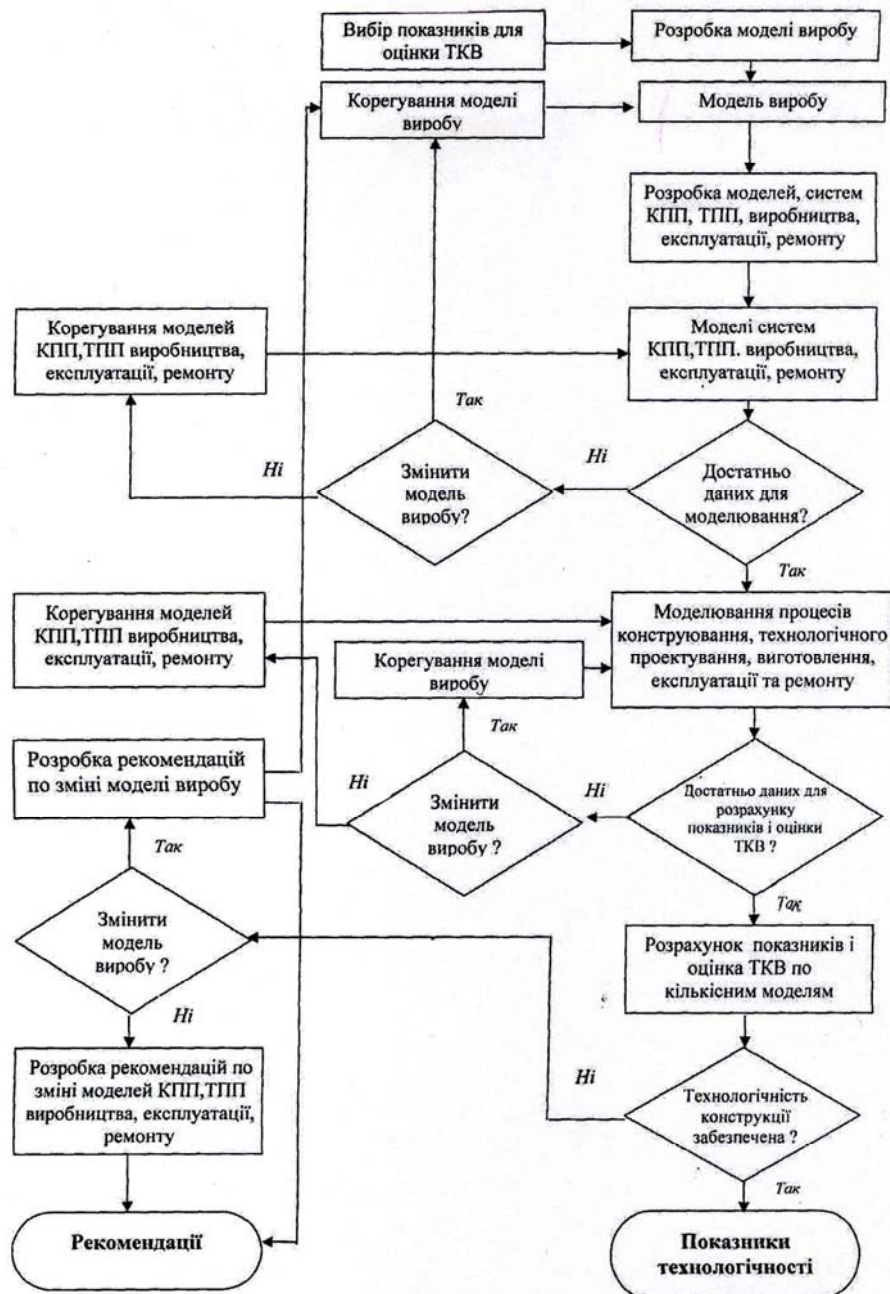 Вибір показників для
оцінки ТКВ
Розробка моделі виробу
Корегування моделі
виробу
Модель виробу
Розробка моделей, систем
КПП, ТПП, виробництва,
експлуатації, ремонту
Корегування моделей
КПП,ТПП виробництва,
експлуатації, ремонту
Моделі систем
КПП,ТПП. виробництва,
експлуатації, ремонту
Так
Ні
Змінити
модель
виробу?
Ні
Достатньо
даних для
моделювання?
Так
Корегування моделей
КПП,ТПП виробництва,
експлуатації, ремонту
Моделювання процесів
конструювання, технологічного
проектування, виготовлення,
експлуатації та ремонту
Корегування моделі
виробу
Так
Розробка рекомендацій
по зміні моделі виробу
Ні
Змінити
модель
виробу ?
Ні
Достатньо даних для
розрахунку
показників і оцінки
ТКВ ?
Так
Так
Змінити
модель
виробу ?
Розрахунок показників і
оцінка ТКВ по
кількісним моделям
Ні
Розробка рекомендацій по
зміні моделей КПП,ТПП
виробництва, експлуатації,
ремонту
Ні
Технологічність
конструкції
забезпечена ?
Так
Рекомендації
Показники
технологічності